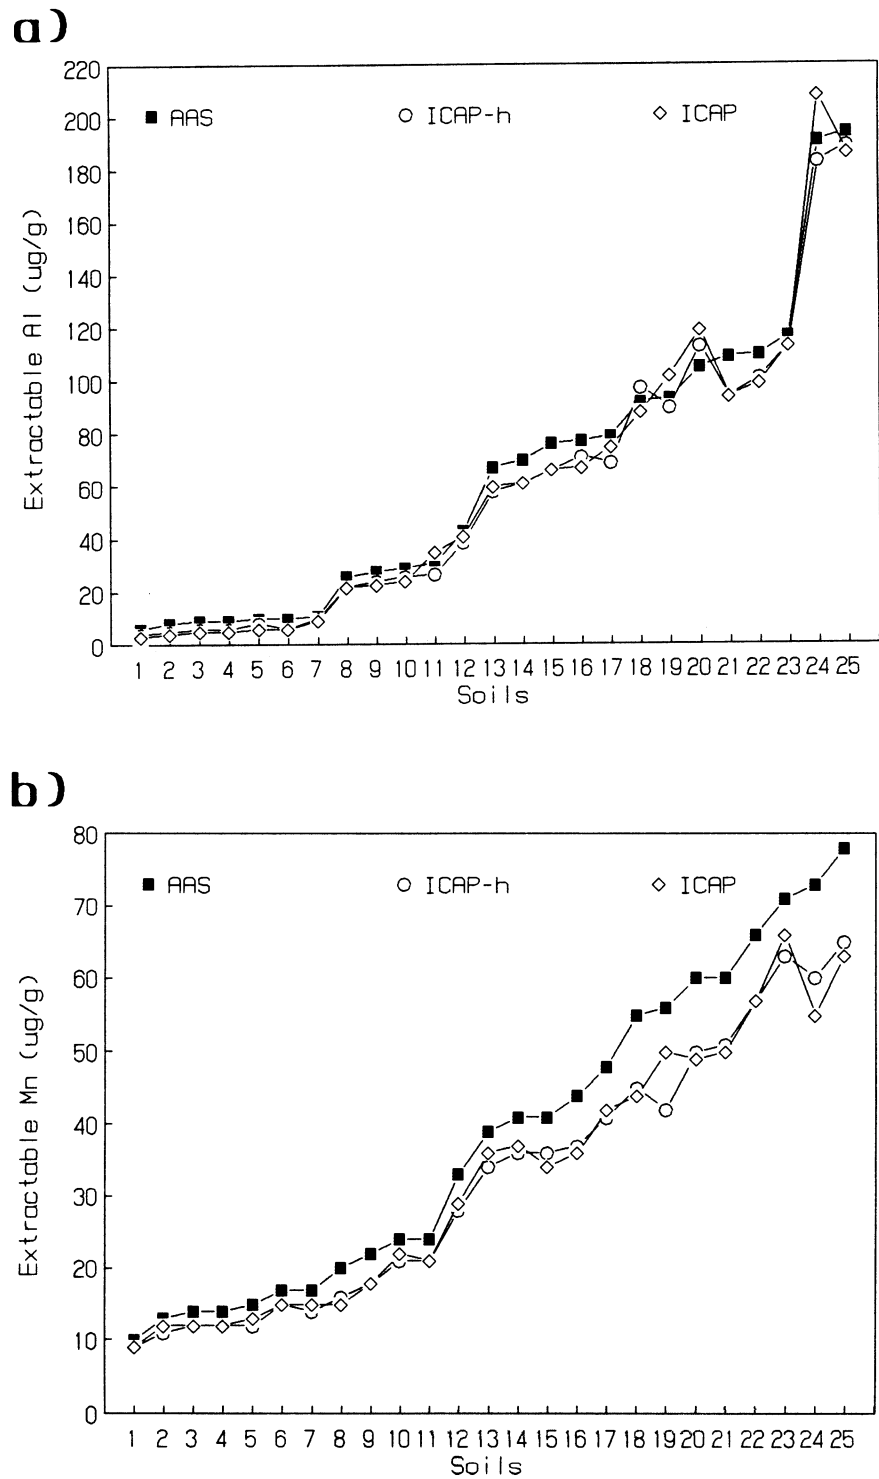 a)
220
200
180
160
140
120
100
80
60
40
20
0
Extractable Al (ug/g)
AAS ICAP-h ICAP
1 2 3 4 5 6 7 8 9 10 11 12 13 14 15 16 17 18 19 20 21 22 23 24 25
Soils
b)
80
70
60
50
40
30
20
10
0
Extractable Mn (ug/g)
AAS ICAP-h ICAP
1 2 3 4 5 6 7 8 9 10 11 12 13 14 15 16 17 18 19 20 21 22 23 24 25
Soils